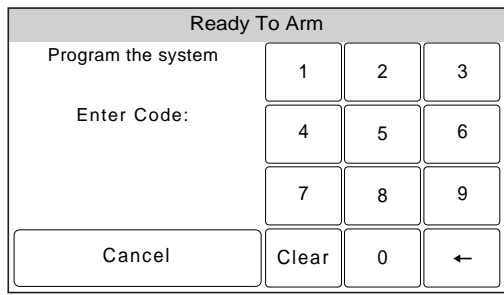 Ready To Arm
Program the system
1 2 3
Enter Code:
4 5 6
7 8 9
Cancel Clear 0 ←